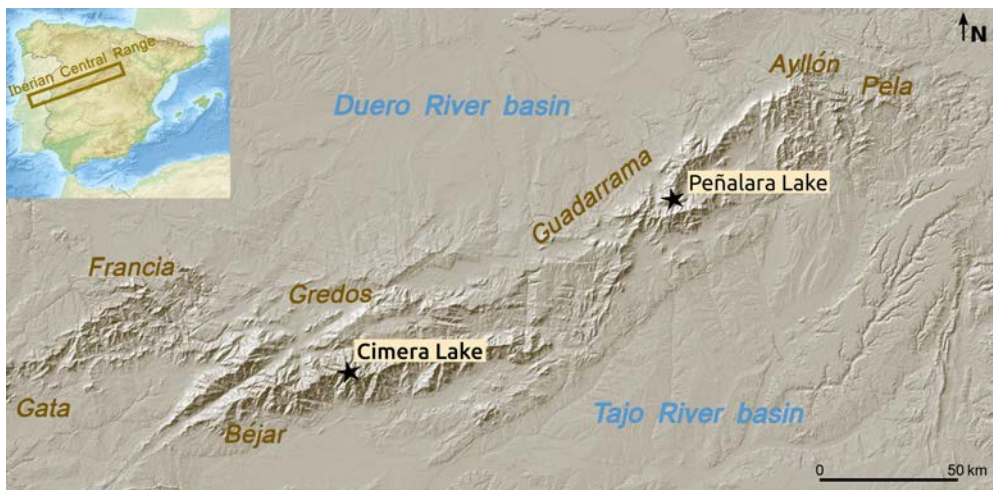 Iberian Central Range
N
Ayllón
Pela
Duero River basin
Peñalara Lake
Guadarrama
Francia
Gredos
Cimera Lake
Gata
Béjar
Tajo River basin
0 50 km